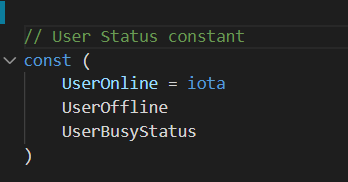 // User Status constant
const (
    UserOnline = iota
    UserOffline
    UserBusyStatus
)